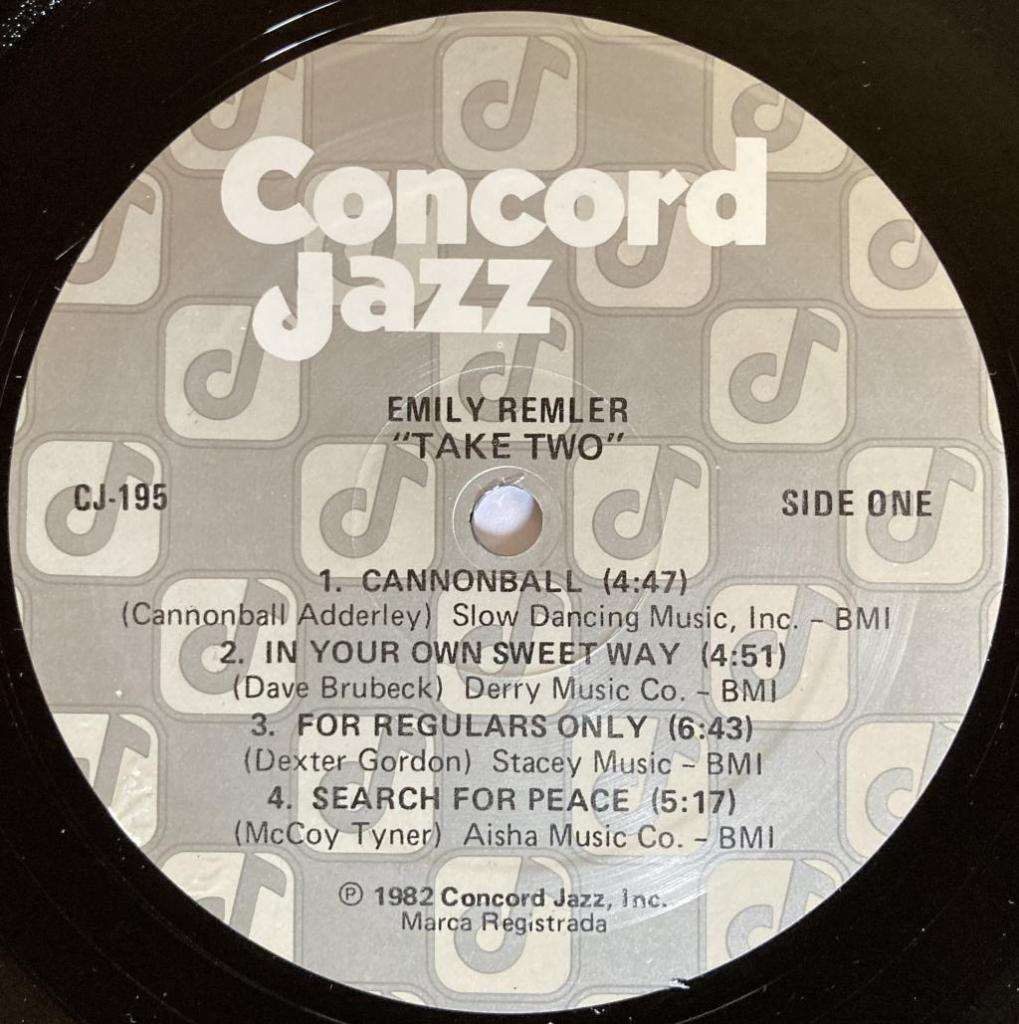 Concord
Jazz
EMILY REMLER
"TAKE TWO"
CJ-195
SIDE ONE
1. CANNONBALL (4:47)
(Cannonball Adderley) Slow Dancing Music, Inc. – BMI
2. IN YOUR OWN SWEET WAY (4:51)
(Dave Brubeck) Derry Music Co. – BMI
3. FOR REGULARS ONLY (6:43)
(Dexter Gordon) Stacey Music – BMI
4. SEARCH FOR PEACE (5:17)
(McCoy Tyner) Aisha Music Co. – BMI
℗ 1982 Concord Jazz, Inc.
Marca Registrada